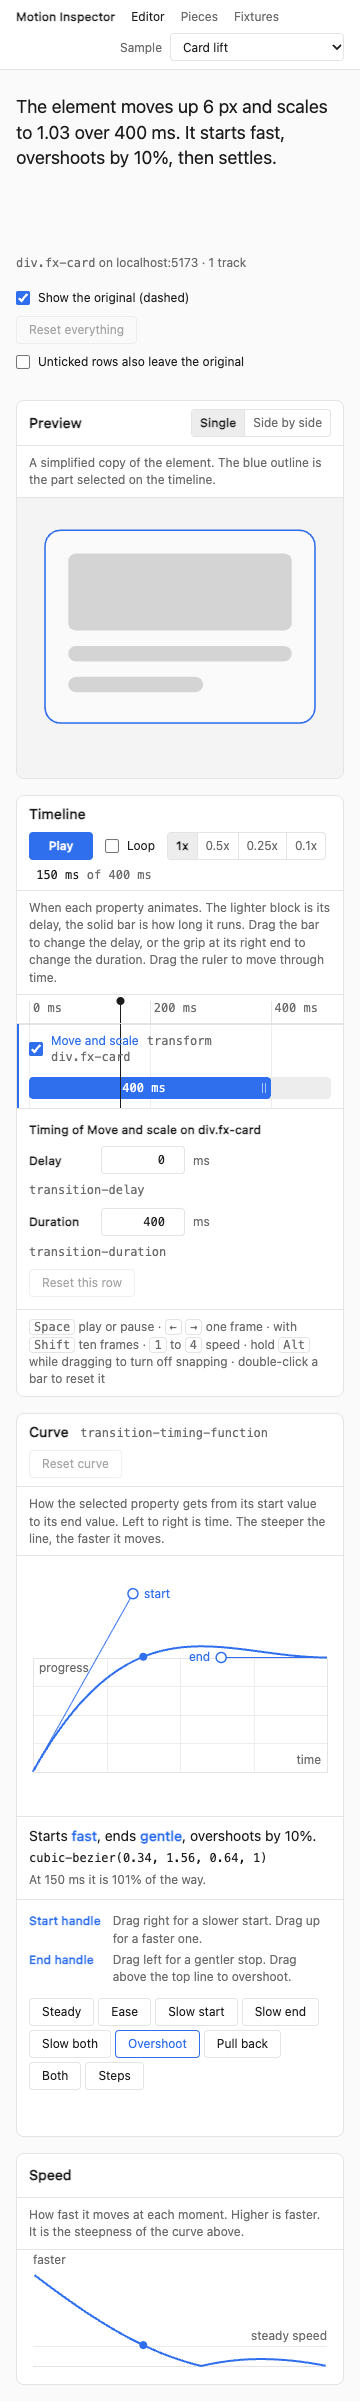 Motion Inspector Editor Pieces Fixtures
Sample Card lift
The element moves up 6 px and scales
to 1.03 over 400 ms. It starts fast,
overshoots by 10%, then settles.
div.fx-card on localhost:5173 · 1 track
Show the original (dashed)
Reset everything
Unticked rows also leave the original
Preview Single Side by side
A simplified copy of the element. The blue outline is
the part selected on the timeline.
Timeline
Play Loop 1x 0.5x 0.25x 0.1x
150 ms of 400 ms
When each property animates. The lighter block is its
delay, the solid bar is how long it runs. Drag the bar
to change the delay, or the grip at its right end to
change the duration. Drag the ruler to move through
time.
0 ms 200 ms 400 ms
Move and scale transform
div.fx-card
400 ms
Timing of Move and scale on div.fx-card
Delay 0 ms
transition-delay
Duration 400 ms
transition-duration
Reset this row
Space play or pause · ← → one frame · with
Shift ten frames · 1 to 4 speed · hold Alt
while dragging to turn off snapping · double-click a
bar to reset it
Curve transition-timing-function
Reset curve
How the selected property gets from its start value
to its end value. Left to right is time. The steeper the
line, the faster it moves.
start
end
progress
time
Starts fast, ends gentle, overshoots by 10%.
cubic-bezier(0.34, 1.56, 0.64, 1)
At 150 ms it is 101% of the way.
Start handle Drag right for a slower start. Drag up
for a faster one.
End handle Drag left for a gentler stop. Drag
above the top line to overshoot.
Steady Ease Slow start Slow end
Slow both Overshoot Pull back
Both Steps
Speed
How fast it moves at each moment. Higher is faster.
It is the steepness of the curve above.
faster
steady speed